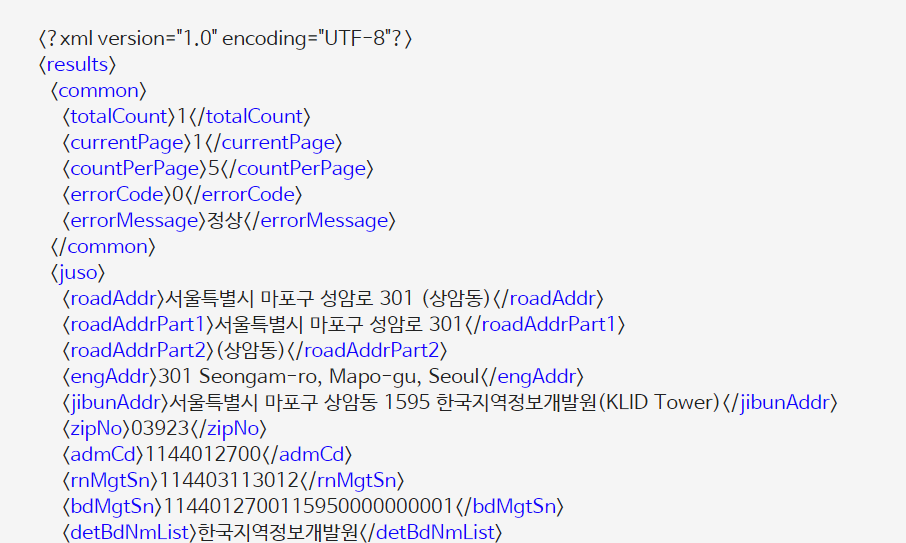 <?xml version="1.0" encoding="UTF-8"?>
<results>
<common>
<totalCount>1</totalCount>
<currentPage>1</currentPage>
<countPerPage>5</countPerPage>
<errorCode>0</errorCode>
<errorMessage>정상</errorMessage>
</common>
<juso>
<roadAddr>서울특별시 마포구 성암로 301 (상암동)</roadAddr>
<roadAddrPart1>서울특별시 마포구 성암로 301</roadAddrPart1>
<roadAddrPart2>(상암동)</roadAddrPart2>
<engAddr>301 Seongam-ro, Mapo-gu, Seoul</engAddr>
<jibunAddr>서울특별시 마포구 상암동 1595 한국지역정보개발원(KLID Tower)</jibunAddr>
<zipNo>03923</zipNo>
<admCd>1144012700</admCd>
<rnMgtSn>114403113012</rnMgtSn>
<bdMgtSn>1144012700115950000000001</bdMgtSn>
<detBdNmList>한국지역정보개발원</detBdNmList>